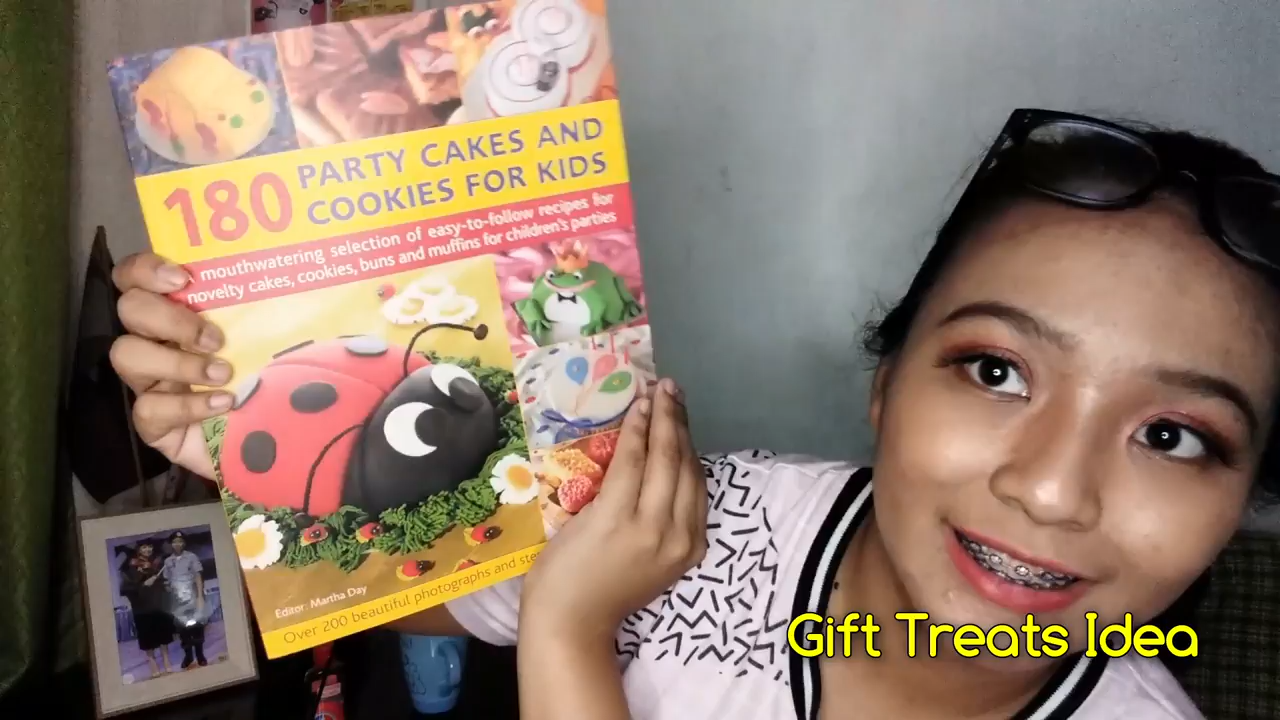 180 PARTY CAKES AND
COOKIES FOR KIDS
mouthwatering selection of easy-to-follow recipes for
novelty cakes, cookies, buns and muffins for children's parties
Editor: Martha Day
Over 200 beautiful photographs and
Gift Treats Idea